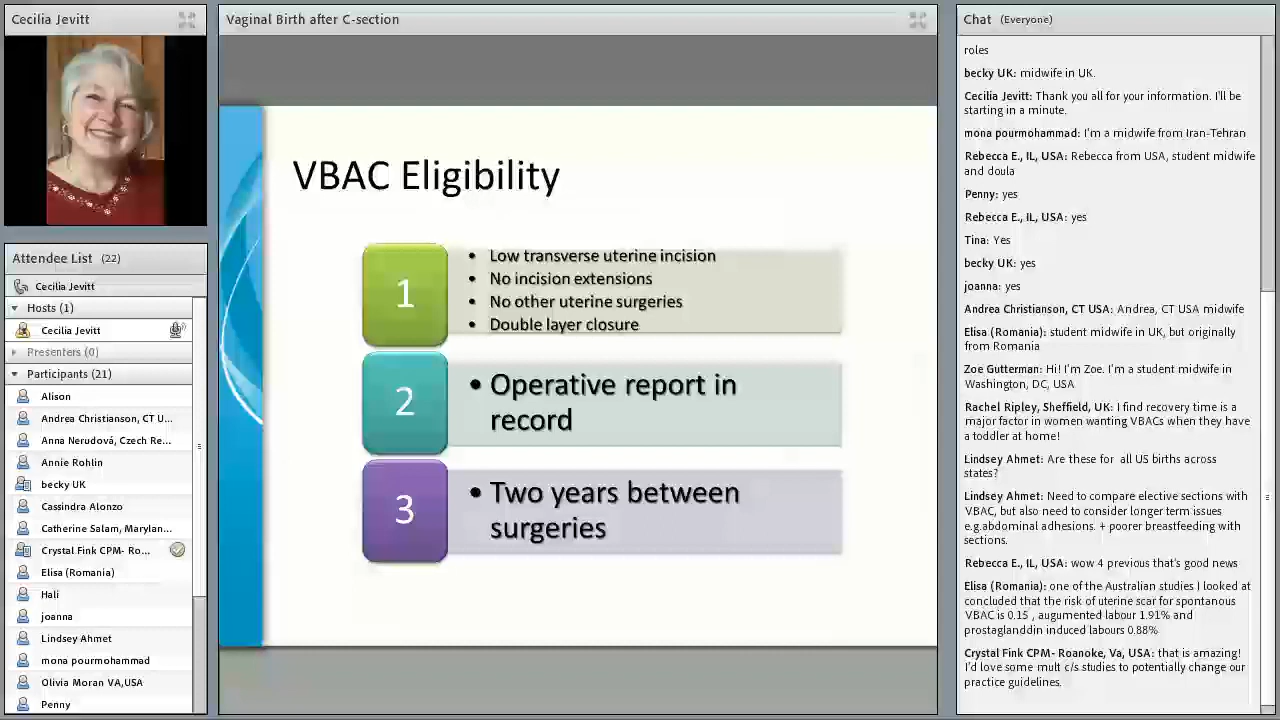 Cecilia Jevitt
Attendee List (22)
Cecilia Jevitt
Hosts (1)
Cecilia Jevitt
Presenters (0)
Participants (21)
Alison
Andrea Christianson, CT U...
Anna Nerudová, Czech Re...
Annie Rohlin
becky UK
Cassindra Alonzo
Catherine Salam, Marylan...
Crystal Fink CPM- Ro...
Elisa (Romania)
Hali
joanna
Lindsey Ahmet
mona pourmohammad
Olivia Moran VA,USA
Penny
Vaginal Birth after C-section
VBAC Eligibility
1
• Low transverse uterine incision
• No incision extensions
• No other uterine surgeries
• Double layer closure
2
• Operative report in
record
3
• Two years between
surgeries
Chat (Everyone)
roles
becky UK: midwife in UK.
Cecilia Jevitt: Thank you all for your information. I'll be
starting in a minute.
mona pourmohammad: I'm a midwife from Iran-Tehran
Rebecca E., IL, USA: Rebecca from USA, student midwife
and doula
Penny: yes
Rebecca E., IL, USA: yes
Tina: Yes
becky UK: yes
joanna: yes
Andrea Christianson, CT USA: Andrea, CT USA midwife
Elisa (Romania): student midwife in UK, but originally
from Romania
Zoe Gutterman: Hi! I'm Zoe. I'm a student midwife in
Washington, DC, USA
Rachel Ripley, Sheffield, UK: I find recovery time is a
major factor in women wanting VBACs when they have
a toddler at home!
Lindsey Ahmet: Are these for all US births across
states?
Lindsey Ahmet: Need to compare elective sections with
VBAC, but also need to consider longer term issues
e.g.abdominal adhesions. + poorer breastfeeding with
sections.
Rebecca E., IL, USA: wow 4 previous that's good news
Elisa (Romania): one of the Australian studies I looked at
concluded that the risk of uterine scar for spontanous
VBAC is 0.15 , augumented labour 1.91% and
prostaglanddin induced labours 0.88%
Crystal Fink CPM- Roanoke, Va, USA: that is amazing!
I'd love some mult c/s studies to potentially change our
practice guidelines.